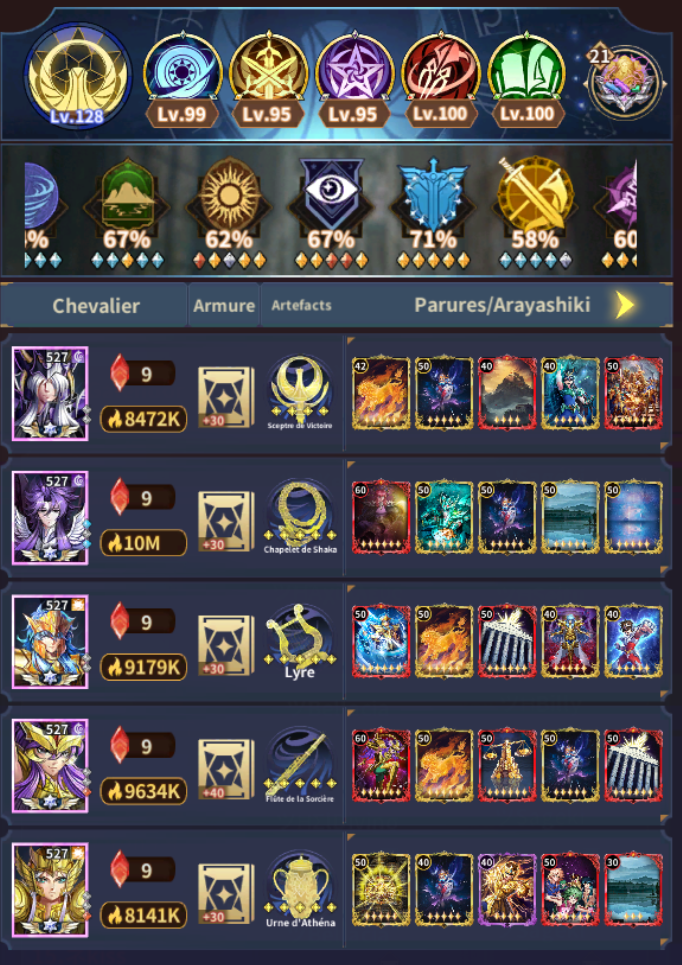 Lv.128 Lv.99 Lv.95 Lv.95 Lv.100 Lv.100 21
% 67% 62% 67% 71% 58% 60
Chevalier Armure Artefacts Parures/Arayashiki
527 9 +30 42 50 40 40 50
8472K Sceptre de Victoire
527 9 +30 60 50 50 50 50
10M Chapelet de Shaka
527 9 +30 50 50 50 40 40
9179K Lyre
527 9 +40 60 50 50 50 50
9634K Flûte de la Sorcière
527 9 +30 50 40 40 50 30
8141K Urne d'Athéna